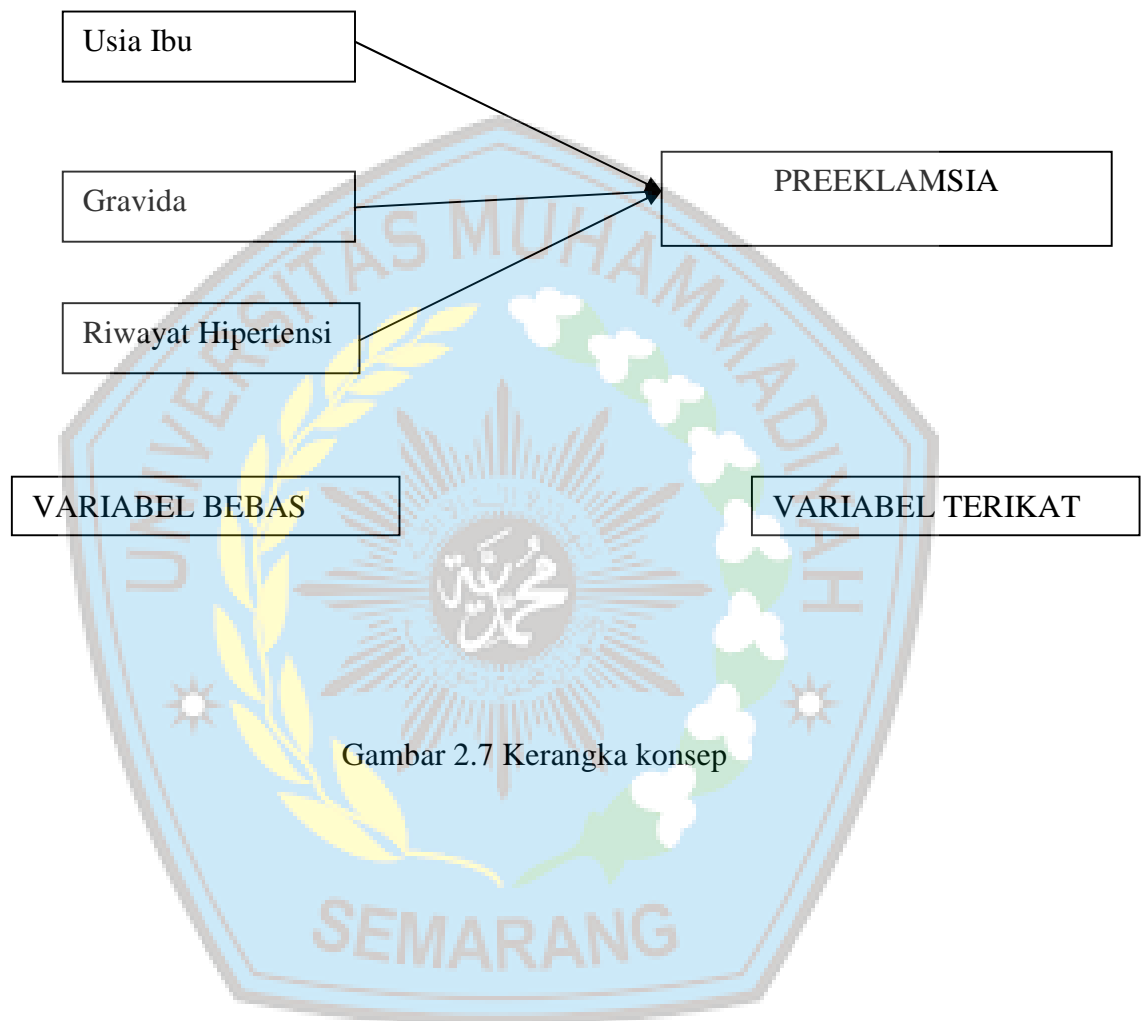 Usia Ibu
PREEKLAMSIA
Gravida
Riwayat Hipertensi
VARIABEL BEBAS
VARIABEL TERIKAT
Gambar 2.7 Kerangka konsep
UNIVERSITAS MUHAMMADIYAH
SEMARANG